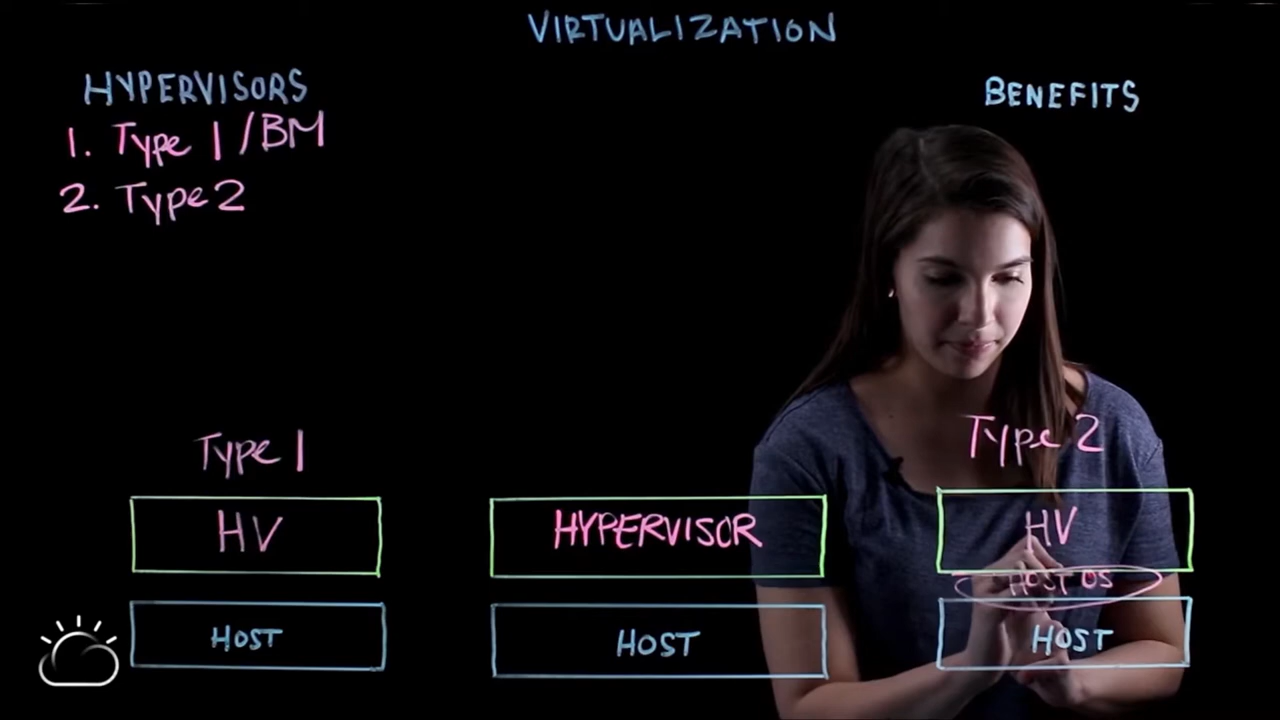 VIRTUALIZATION
HYPERVISORS
1. Type 1/BM
2. Type 2
BENEFITS
Type 1
HV
HOST
HYPERVISOR
HOST
Type 2
HV
HOST OS
HOST